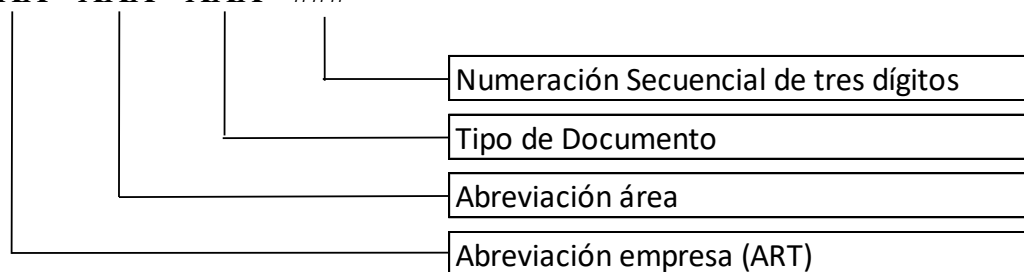 Numeración Secuencial de tres dígitos
Tipo de Documento
Abreviación área
Abreviación empresa (ART)